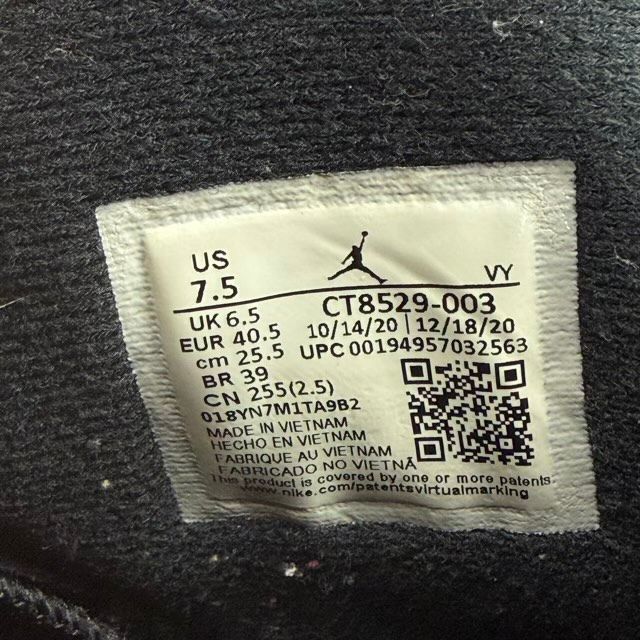 US
7.5
VY
UK 6.5
EUR 40.5
cm 25.5
BR 39
CN 255(2.5)
CT8529-003
10/14/20 | 12/18/20
UPC 00194957032563
018YN7M1TA9B2
MADE IN VIETNAM
HECHO EN VIETNAM
FABRIQUE AU VIETNAM
FABRICADO NO VIETNÃ
This product is covered by one or more patents
www.nike.com/patentsvirtualmarking